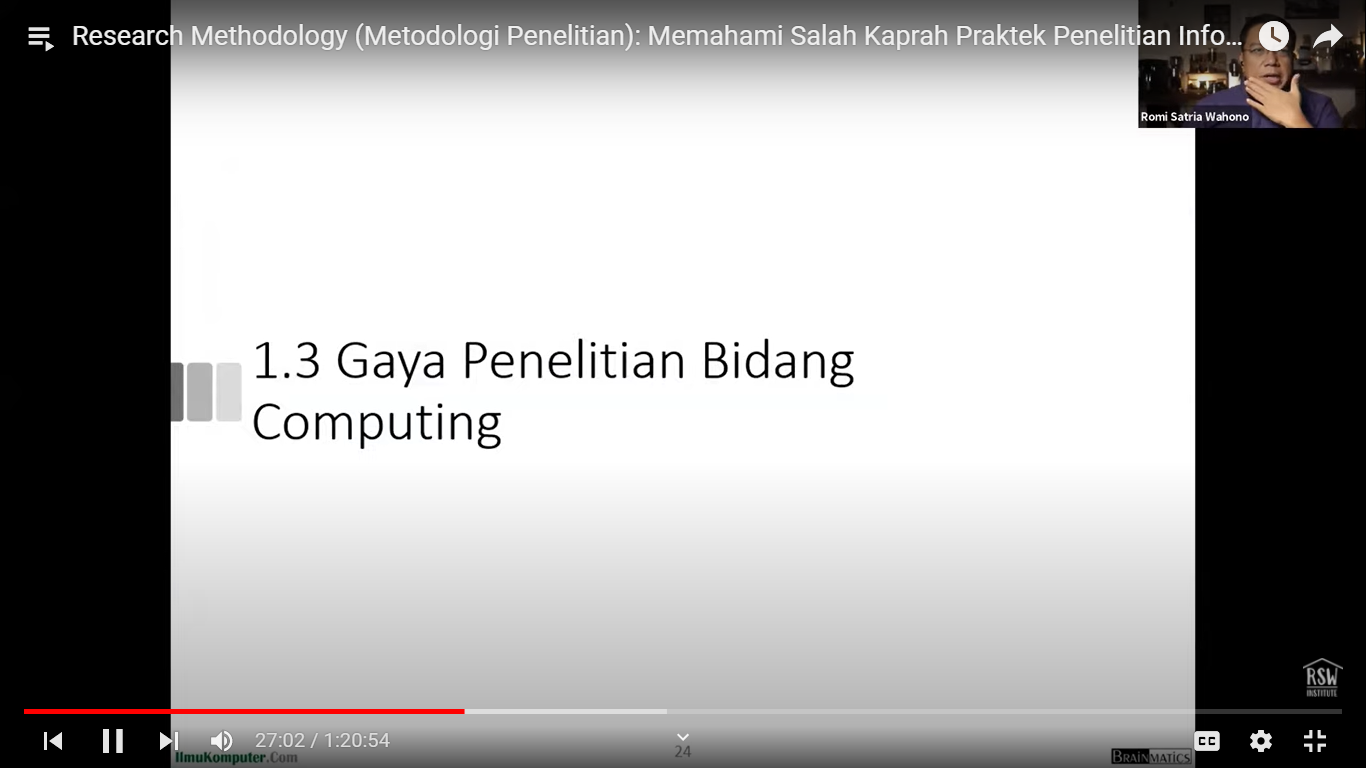 Research Methodology (Metodologi Penelitian): Memahami Salah Kaprah Praktek Penelitian Info...
Romi Satria Wahono
1.3 Gaya Penelitian Bidang
Computing
RSW
INSTITUTE
27:02 / 1:20:54
CC
IlmuKomputer.Com
24
BRAINMATICS